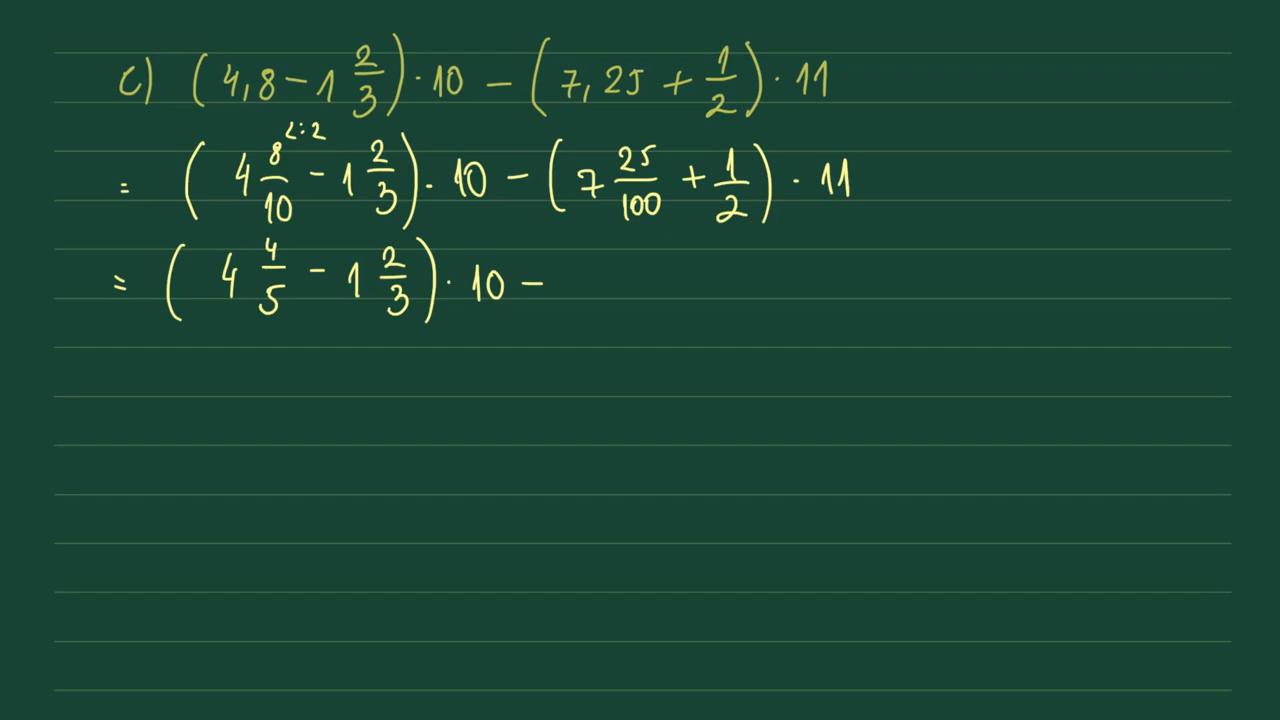 c) (4,8 − 1 2/3) · 10 − (7,25 + 1/2) · 11
= (4 8/10 <:2 − 1 2/3) · 10 − (7 25/100 + 1/2) · 11
= (4 4/5 − 1 2/3) · 10 −